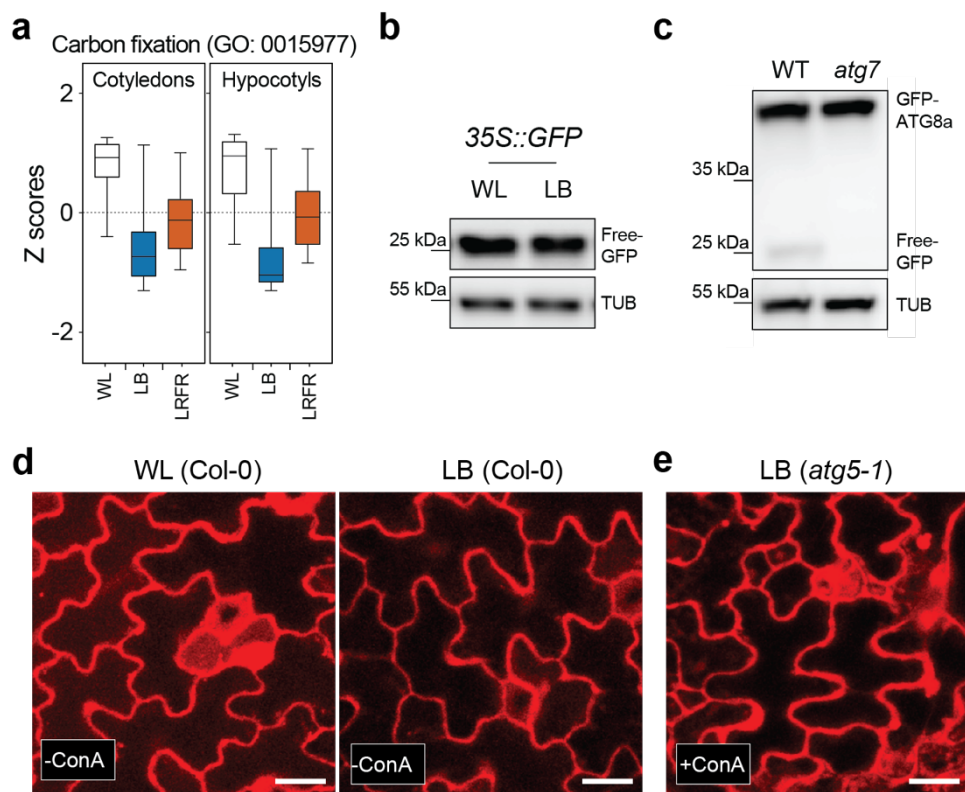 a
Carbon fixation (GO: 0015977)
Cotyledons
Hypocotyls
Z scores
2
0
-2
WL
LB
LRFR
WL
LB
LRFR
b
35S::GFP
WL
LB
25 kDa
Free-
GFP
55 kDa
TUB
c
WT
atg7
GFP-
ATG8a
35 kDa
25 kDa
Free-
GFP
55 kDa
TUB
d
WL (Col-0)
-ConA
LB (Col-0)
-ConA
e
LB (atg5-1)
+ConA